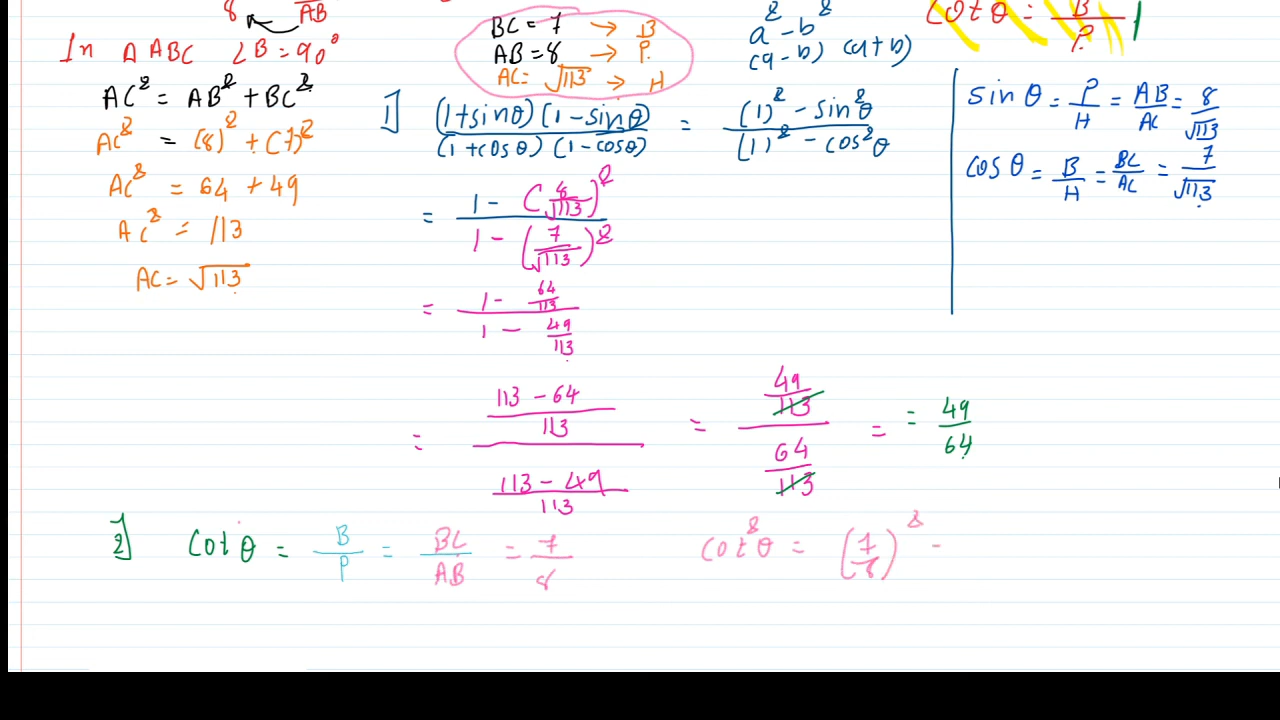 8 AB
BC = 7 → B
AB = 8 → P
AC = √113 → H
a² - b²
(a - b) (a + b)
cot θ = B/P
In Δ ABC ∠B = 90°
AC² = AB² + BC²
AC² = (8)² + (7)²
AC² = 64 + 49
AC² = 113
AC = √113
1] (1+sinθ)(1-sinθ)/(1+cosθ)(1-cosθ) = (1)² - sin²θ/(1)² - cos²θ
= 1 - (8/√113)²/1 - (7/√113)²
= 1 - 64/113/1 - 49/113
= 113 - 64/113/113 - 49/113 = 49/113/64/113 = = 49/64
sin θ = P/H = AB/AC = 8/√113
cos θ = B/H = BC/AC = 7/√113
2] cot θ = B/P = BC/AB = 7/8 cot²θ = (7/8)² -